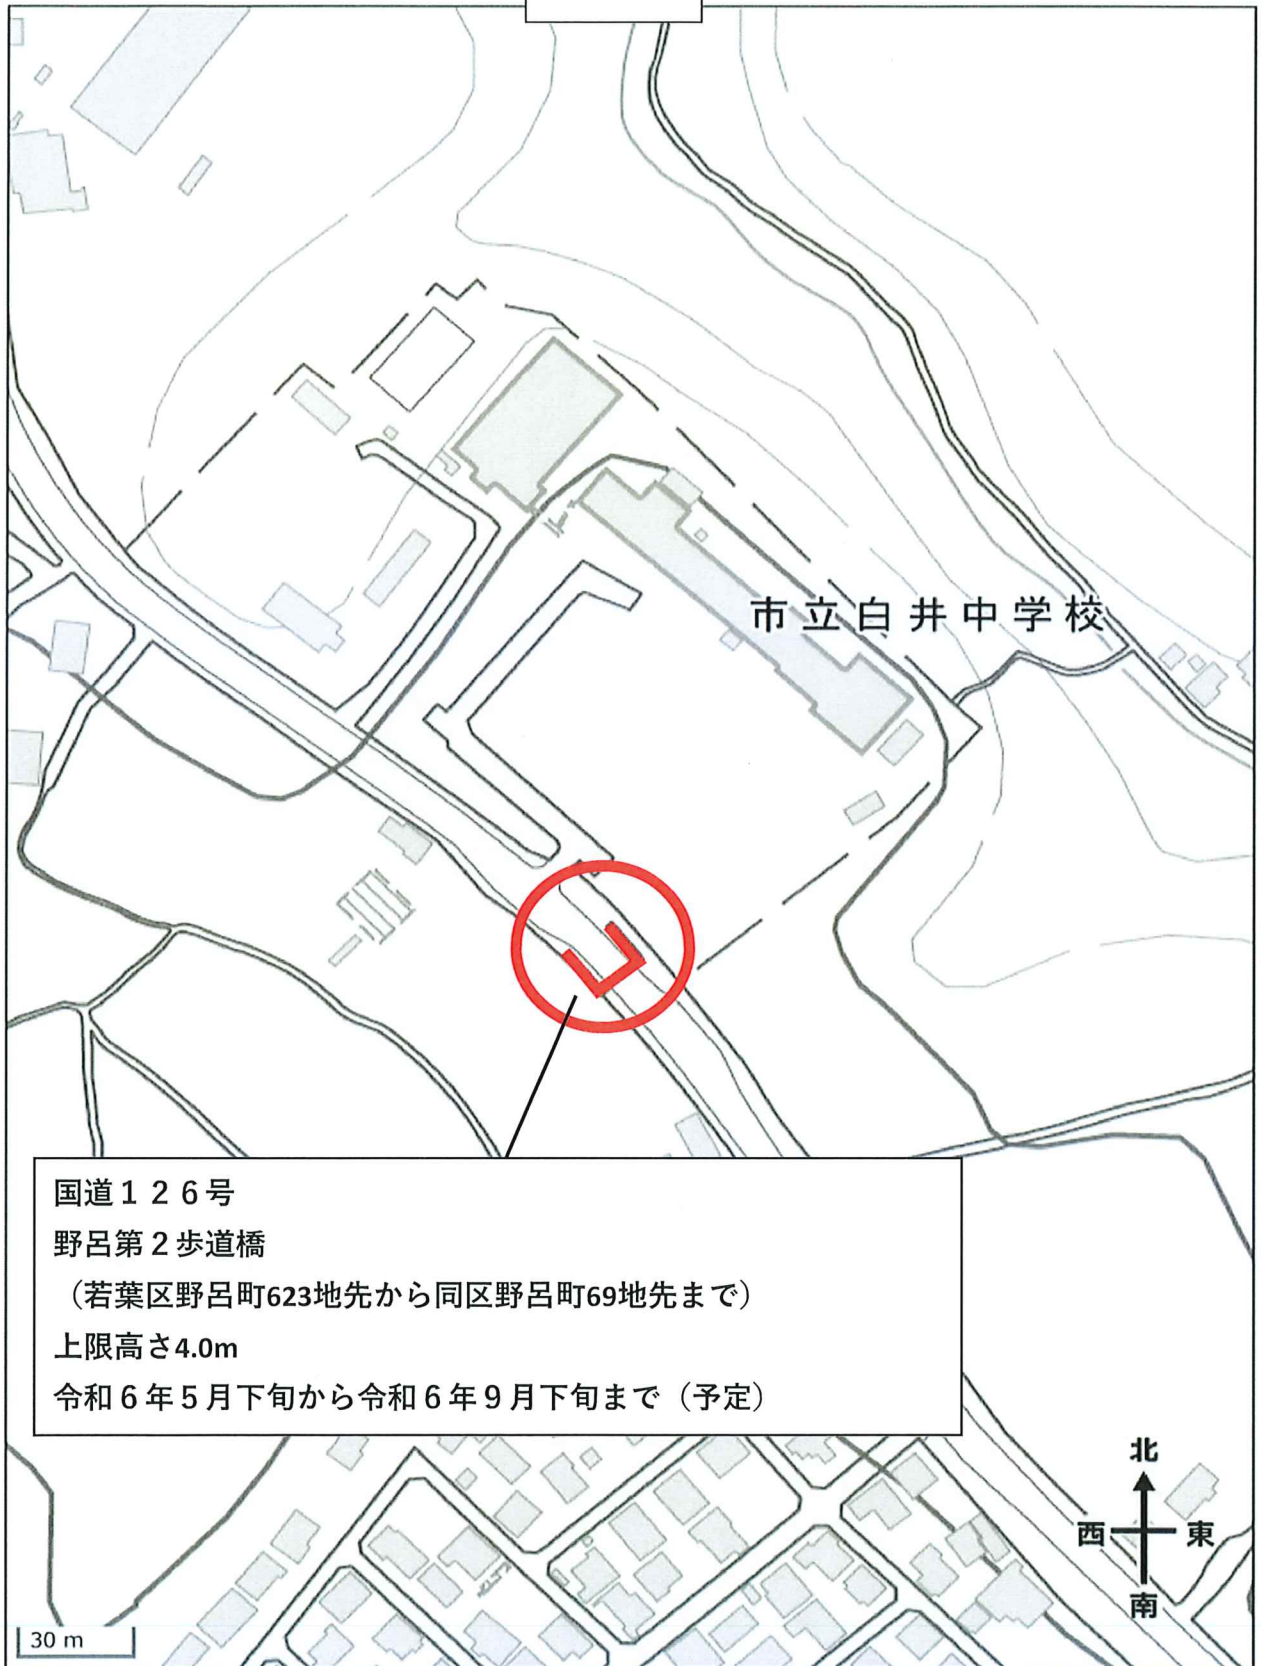 市立白井中学校
国道１２６号
野呂第２歩道橋
（若葉区野呂町623地先から同区野呂町69地先まで）
上限高さ4.0m
令和６年５月下旬から令和６年９月下旬まで（予定）
北
西 東
南
30 m